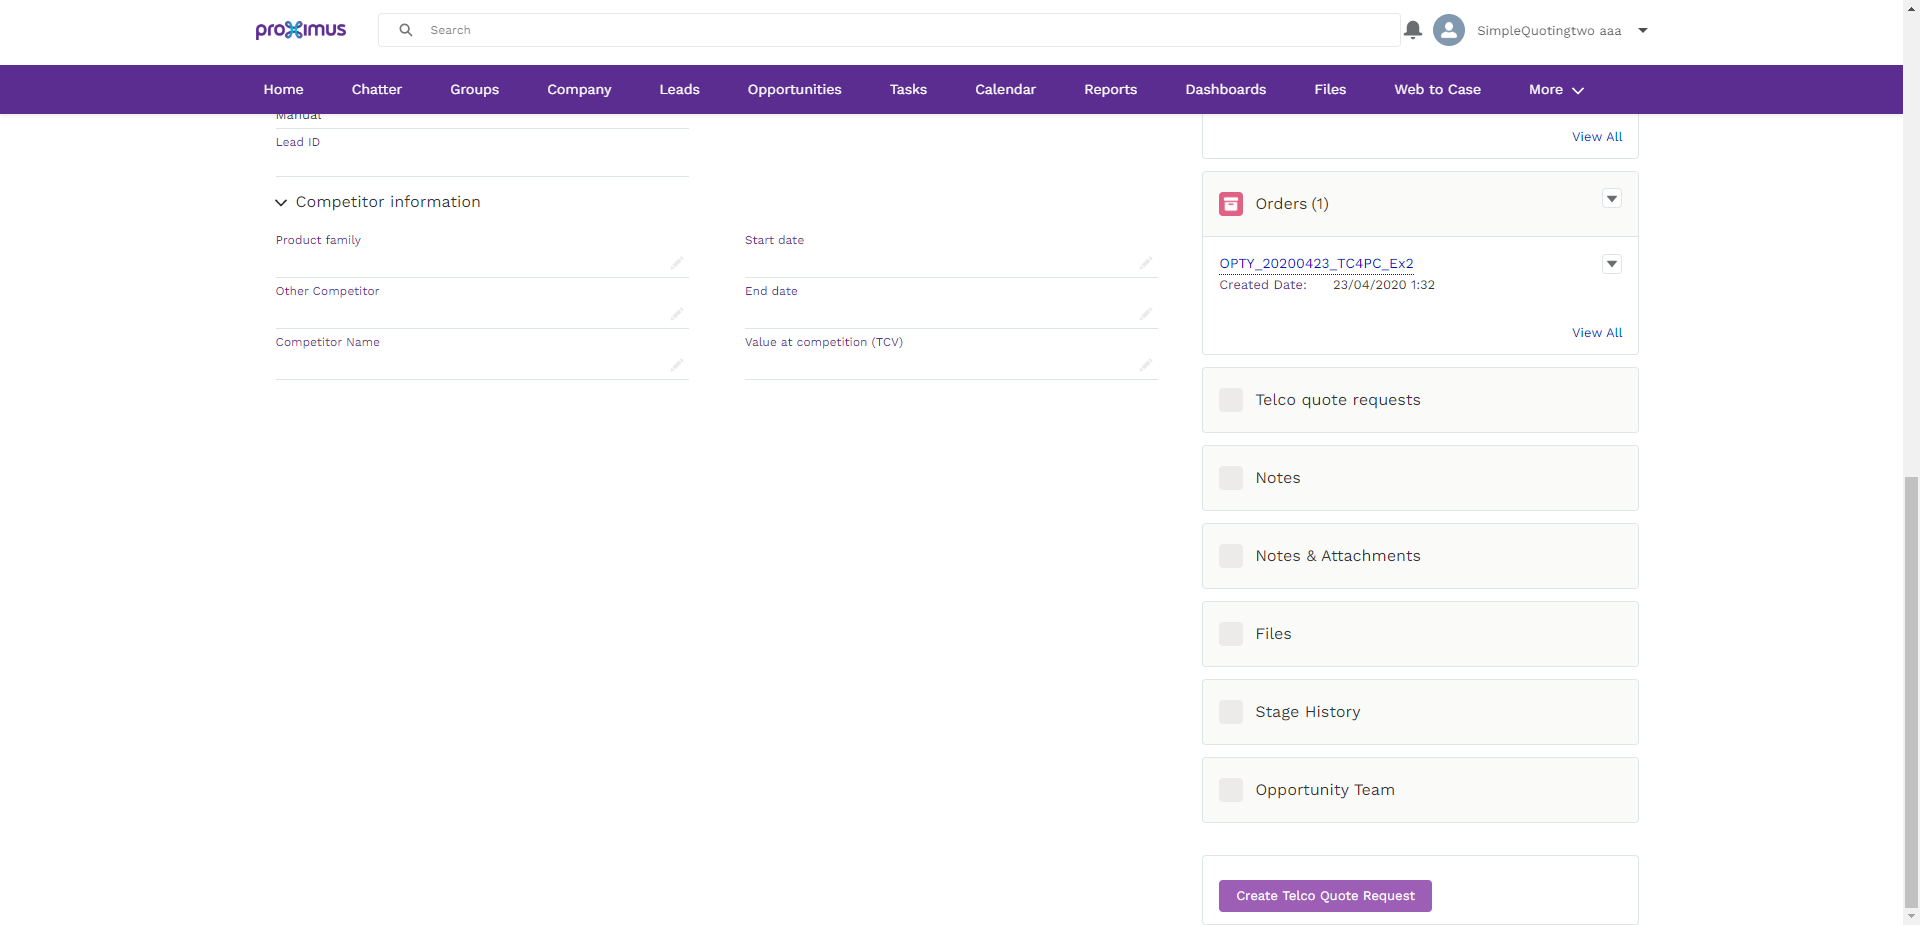 proximus
Search
SimpleQuotingtwo aaa
Home Chatter Groups Company Leads Opportunities Tasks Calendar Reports Dashboards Files Web to Case More
Manual
Lead ID
Competitor information
Product family
Start date
Other Competitor
End date
Competitor Name
Value at competition (TCV)
View All
Orders (1)
OPTY_20200423_TC4PC_Ex2
Created Date: 23/04/2020 1:32
View All
Telco quote requests
Notes
Notes & Attachments
Files
Stage History
Opportunity Team
Create Telco Quote Request